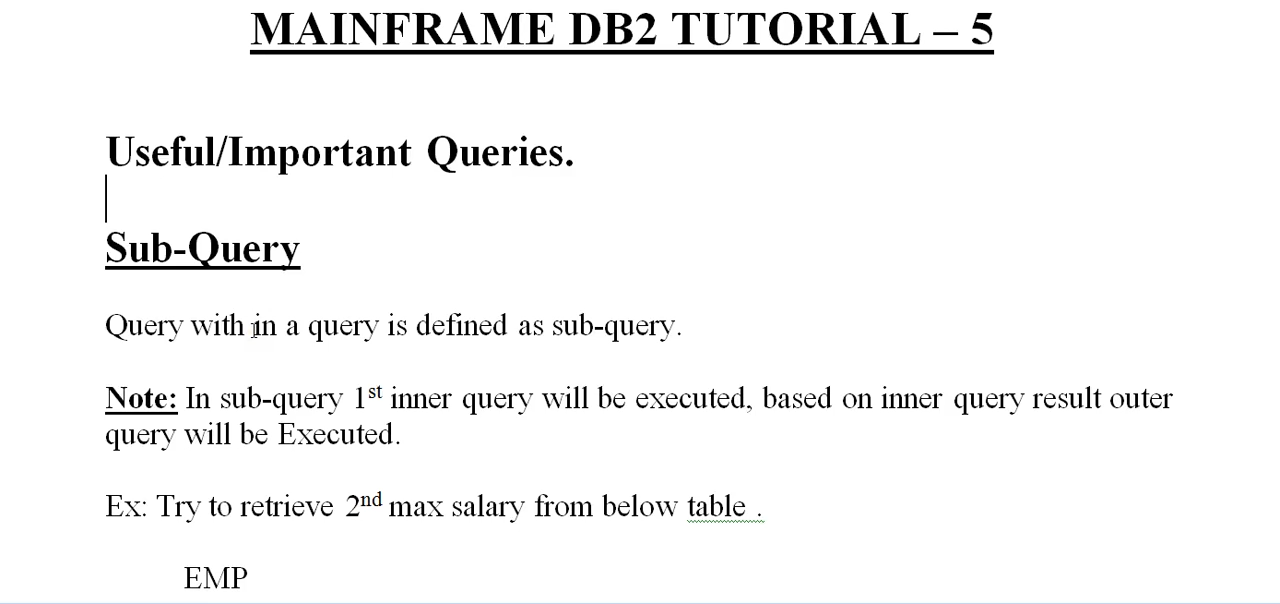 MAINFRAME DB2 TUTORIAL – 5
Useful/Important Queries.
Sub-Query
Query with in a query is defined as sub-query.
Note: In sub-query 1st inner query will be executed, based on inner query result outer
query will be Executed.
Ex: Try to retrieve 2nd max salary from below table .
EMP